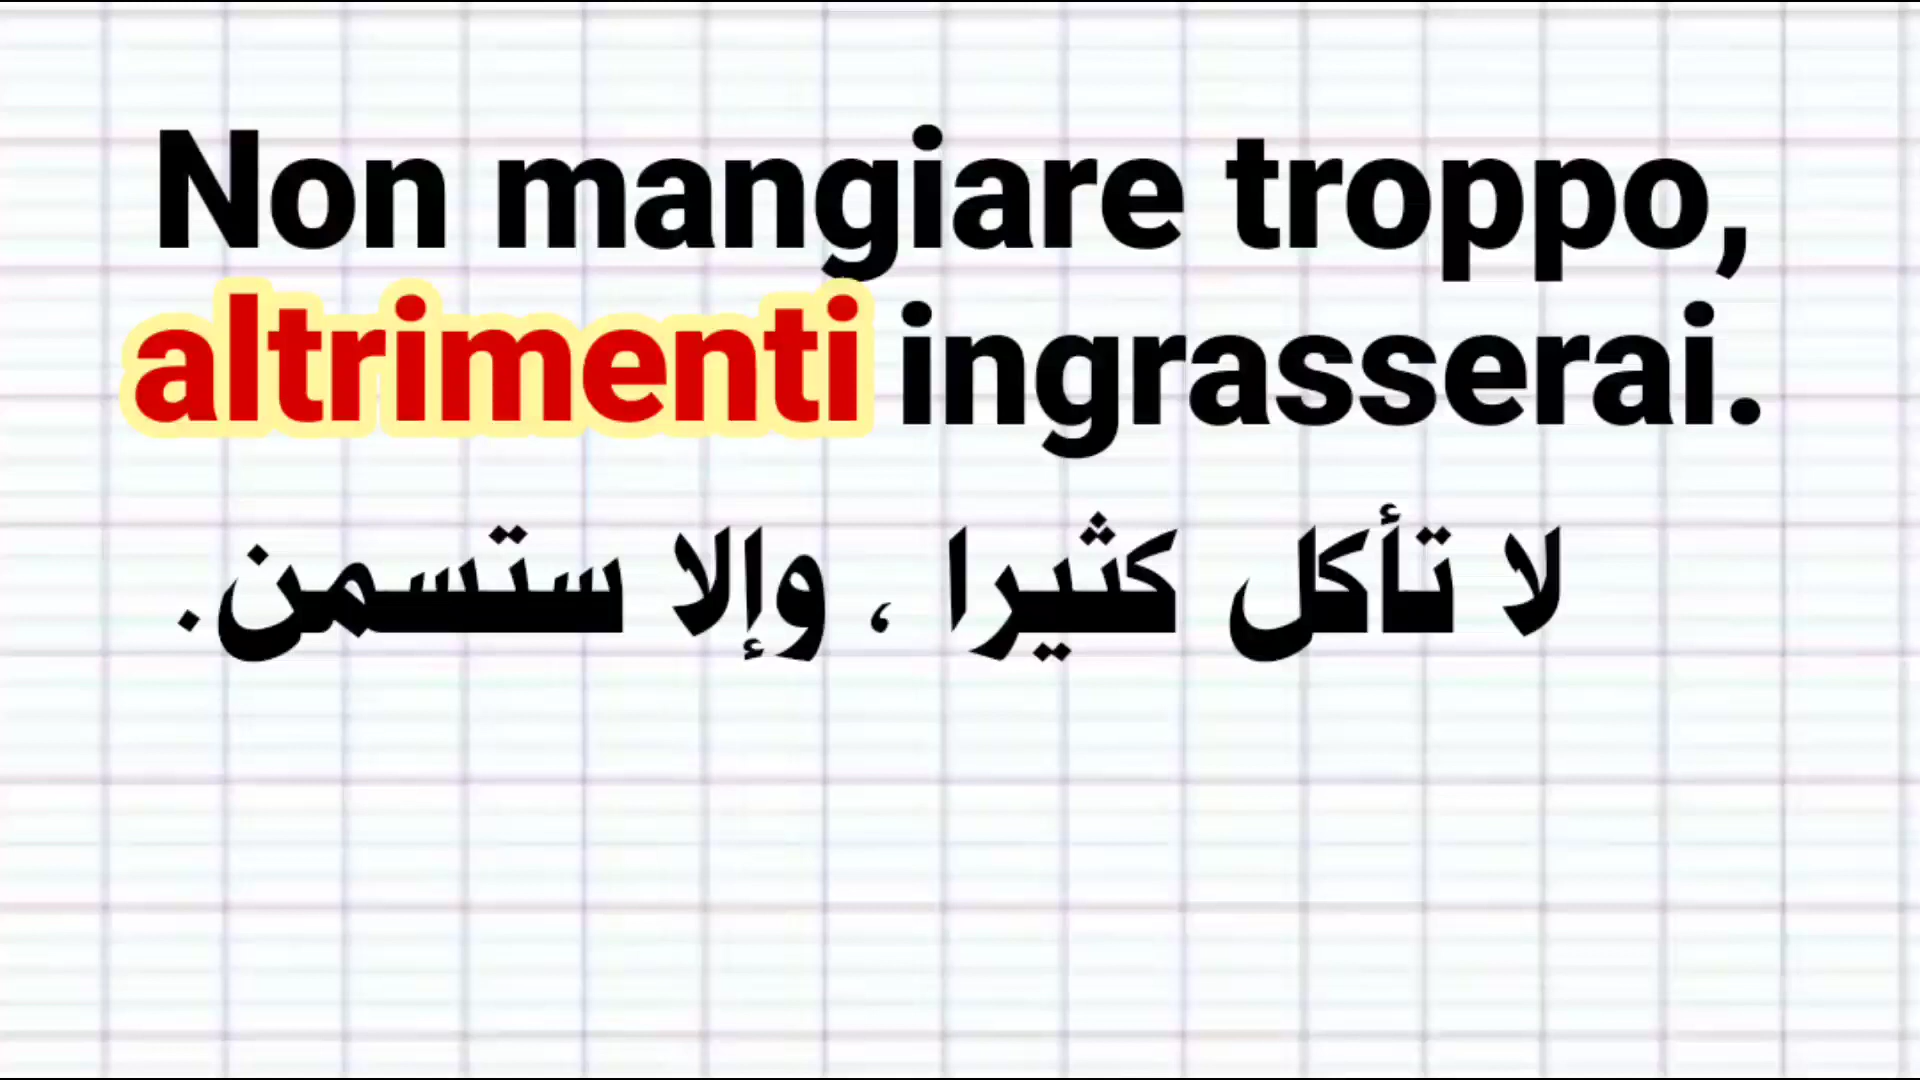 Non mangiare troppo,
altrimenti ingrasserai.
لا تأكل كثيرا ، وإلا ستسمن.